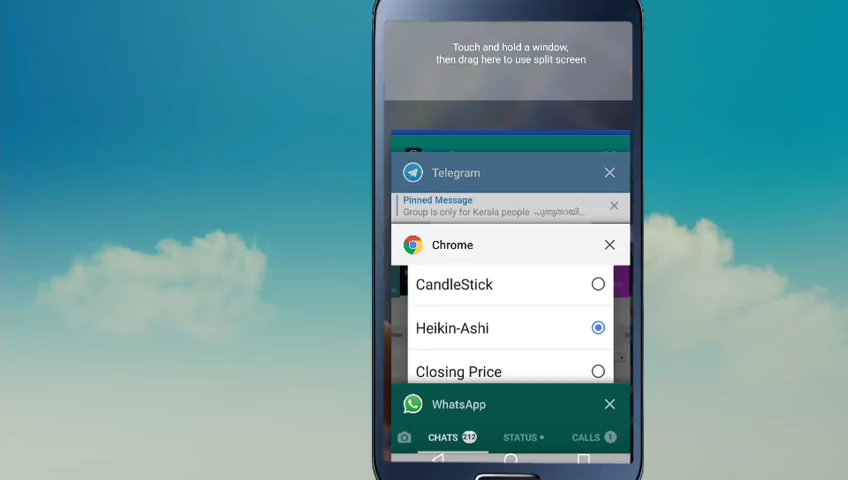 Touch and hold a window,
then drag here to use split screen
Telegram
Pinned Message
Group is only for Kerala people പുതുതായി...
Chrome
CandleStick
Heikin-Ashi
Closing Price
WhatsApp
CHATS 212 STATUS CALLS 1